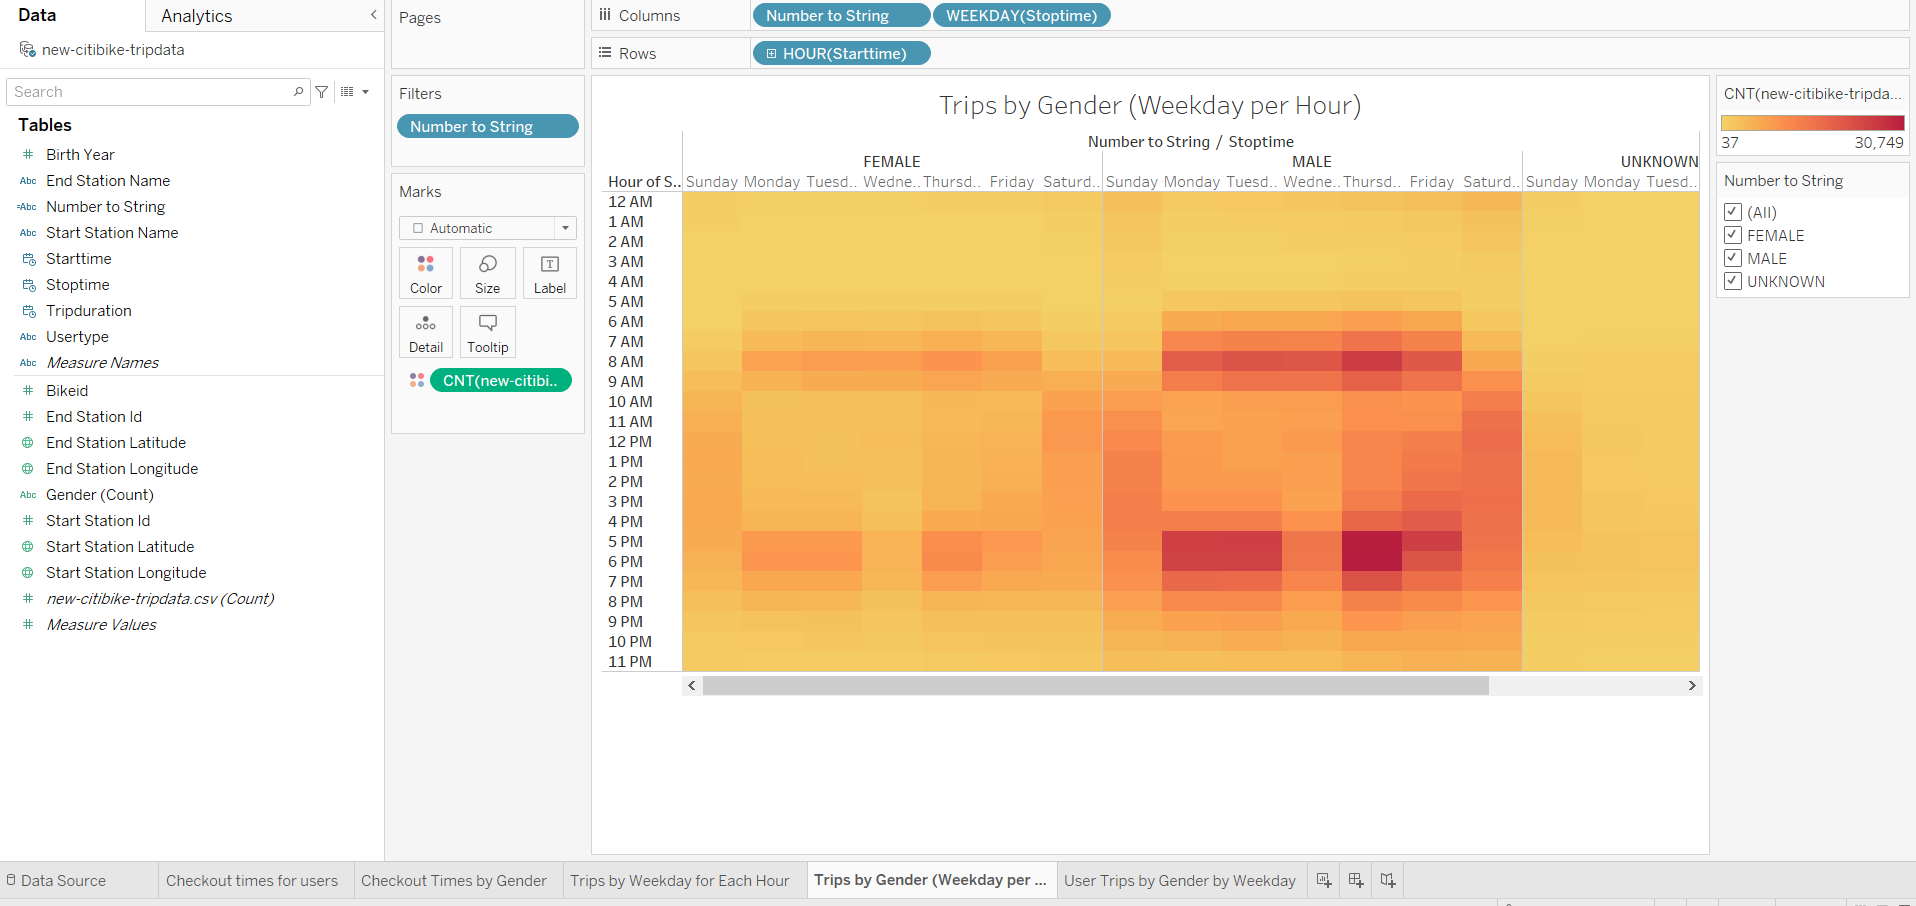 Data
Analytics
new-citibike-tripdata
Search
Tables
# Birth Year
Abc End Station Name
=Abc Number to String
Abc Start Station Name
Starttime
Stoptime
Tripduration
Abc Usertype
Abc Measure Names
# Bikeid
# End Station Id
End Station Latitude
End Station Longitude
Abc Gender (Count)
# Start Station Id
Start Station Latitude
Start Station Longitude
# new-citibike-tripdata.csv (Count)
# Measure Values
Pages
Filters
Number to String
Marks
Automatic
Color Size Label
Detail Tooltip
CNT(new-citibi..
Columns Number to String WEEKDAY(Stoptime)
Rows HOUR(Starttime)
Trips by Gender (Weekday per Hour)
Number to String / Stoptime
FEMALE MALE UNKNOWN
Hour of S.. Sunday Monday Tuesd.. Wedne.. Thursd.. Friday Saturd.. Sunday Monday Tuesd.. Wedne.. Thursd.. Friday Saturd.. Sunday Monday Tuesd..
12 AM
1 AM
2 AM
3 AM
4 AM
5 AM
6 AM
7 AM
8 AM
9 AM
10 AM
11 AM
12 PM
1 PM
2 PM
3 PM
4 PM
5 PM
6 PM
7 PM
8 PM
9 PM
10 PM
11 PM
CNT(new-citibike-tripda...
37 30,749
Number to String
(All)
FEMALE
MALE
UNKNOWN
Data Source Checkout times for users Checkout Times by Gender Trips by Weekday for Each Hour Trips by Gender (Weekday per ... User Trips by Gender by Weekday